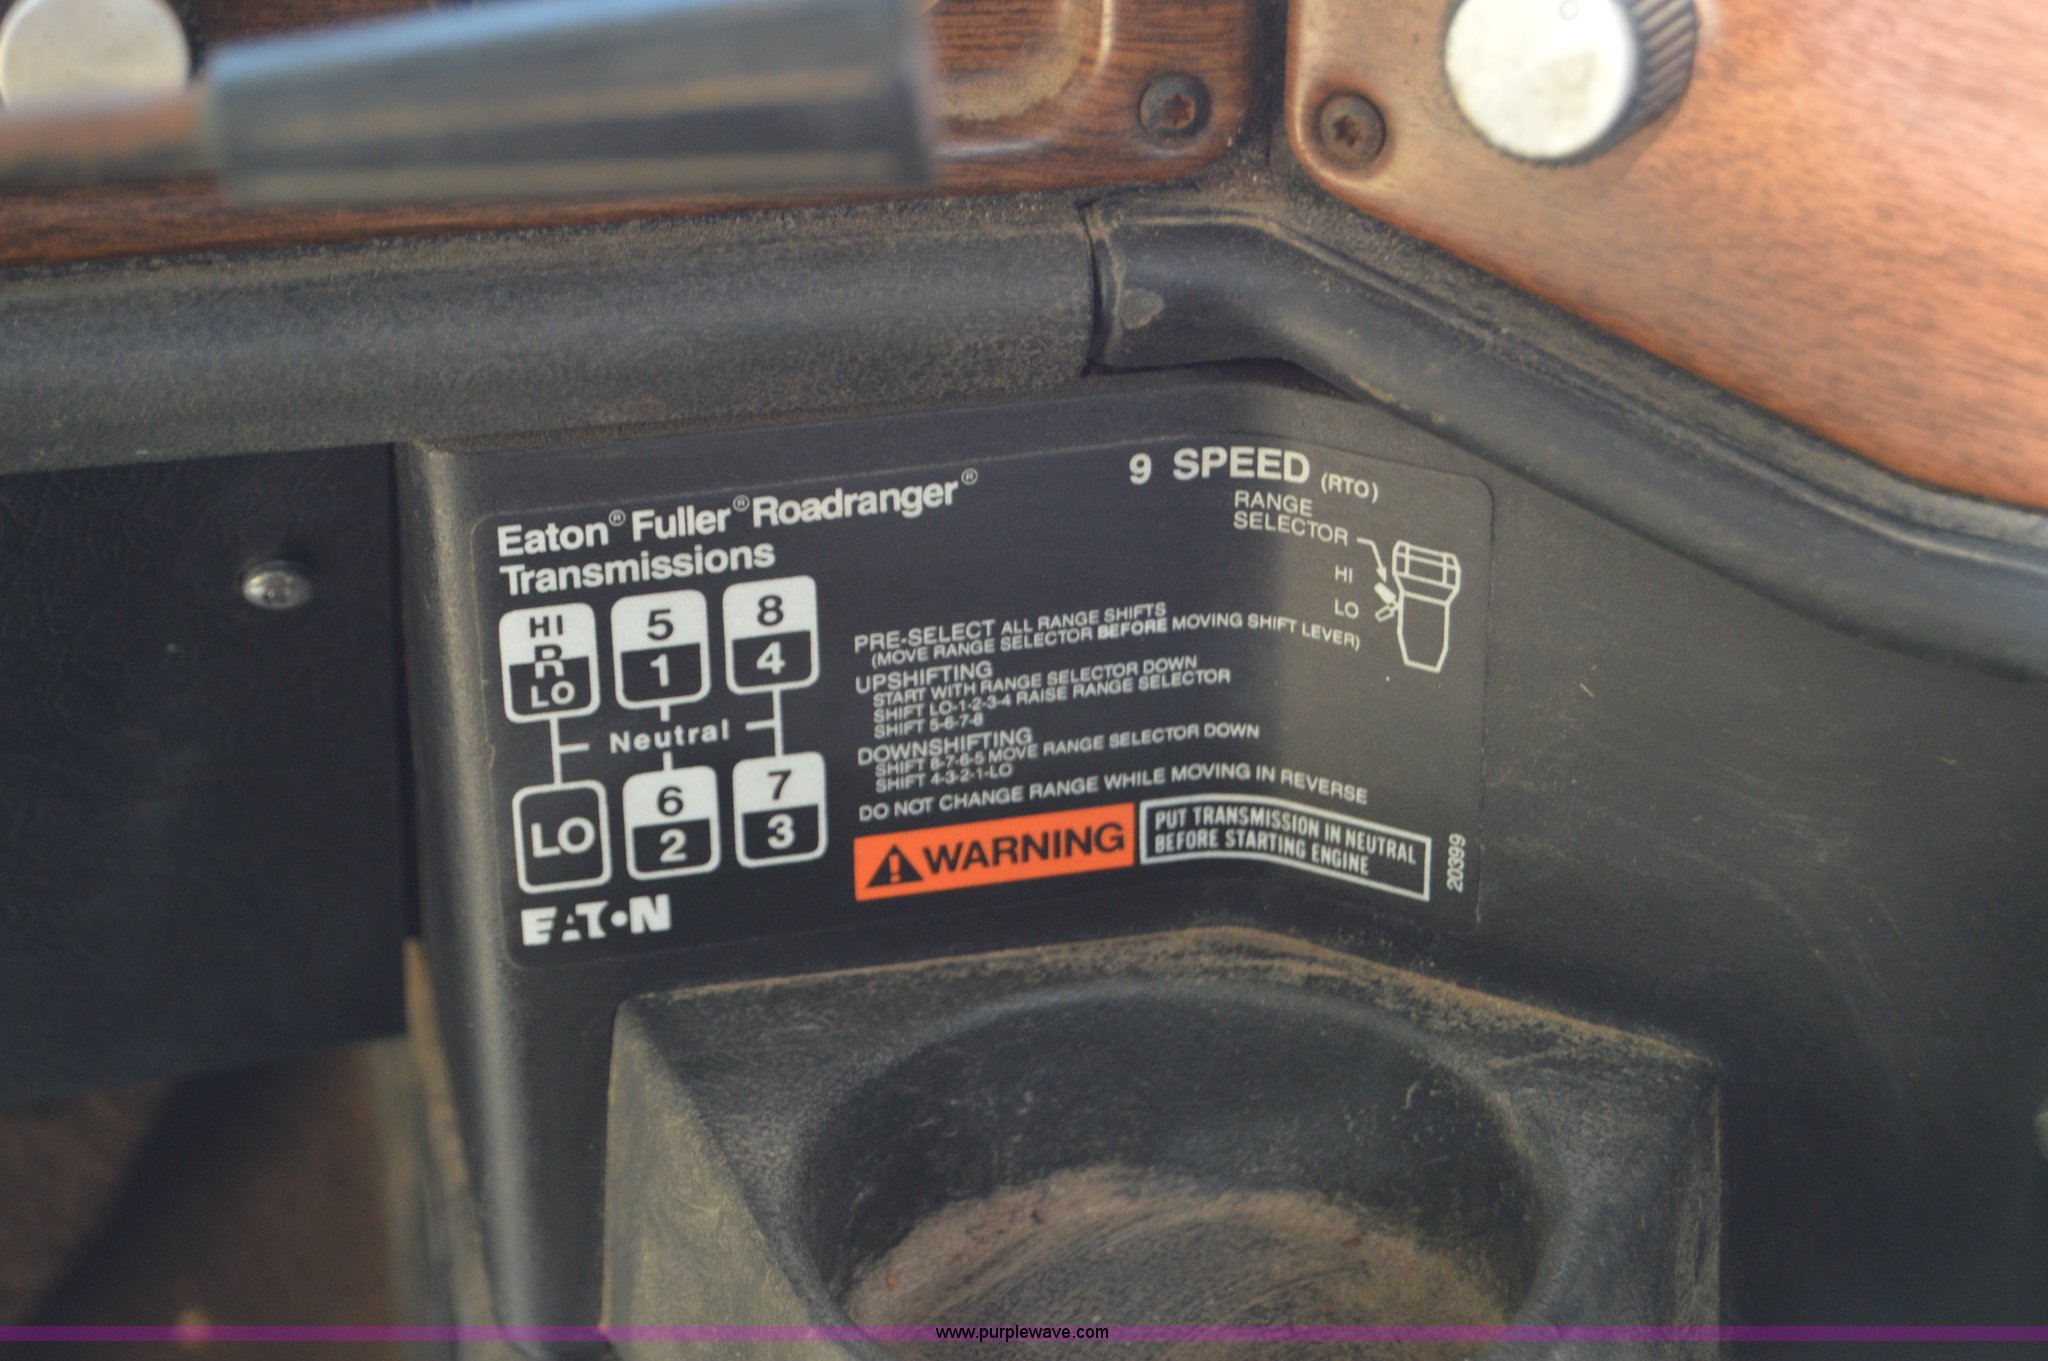 Eaton® Fuller® Roadranger®
Transmissions
9 SPEED (RTO)
RANGE
SELECTOR
HI
LO
HI
R
LO
5
1
8
4
Neutral
LO
6
2
7
3
EATON
PRE-SELECT ALL RANGE SHIFTS
(MOVE RANGE SELECTOR BEFORE MOVING SHIFT LEVER)
UPSHIFTING
START WITH RANGE SELECTOR DOWN
SHIFT LO-1-2-3-4 RAISE RANGE SELECTOR
SHIFT 5-6-7-8
DOWNSHIFTING
SHIFT 8-7-6-5 MOVE RANGE SELECTOR DOWN
SHIFT 4-3-2-1-LO
DO NOT CHANGE RANGE WHILE MOVING IN REVERSE
WARNING
PUT TRANSMISSION IN NEUTRAL
BEFORE STARTING ENGINE
20399
www.purplewave.com